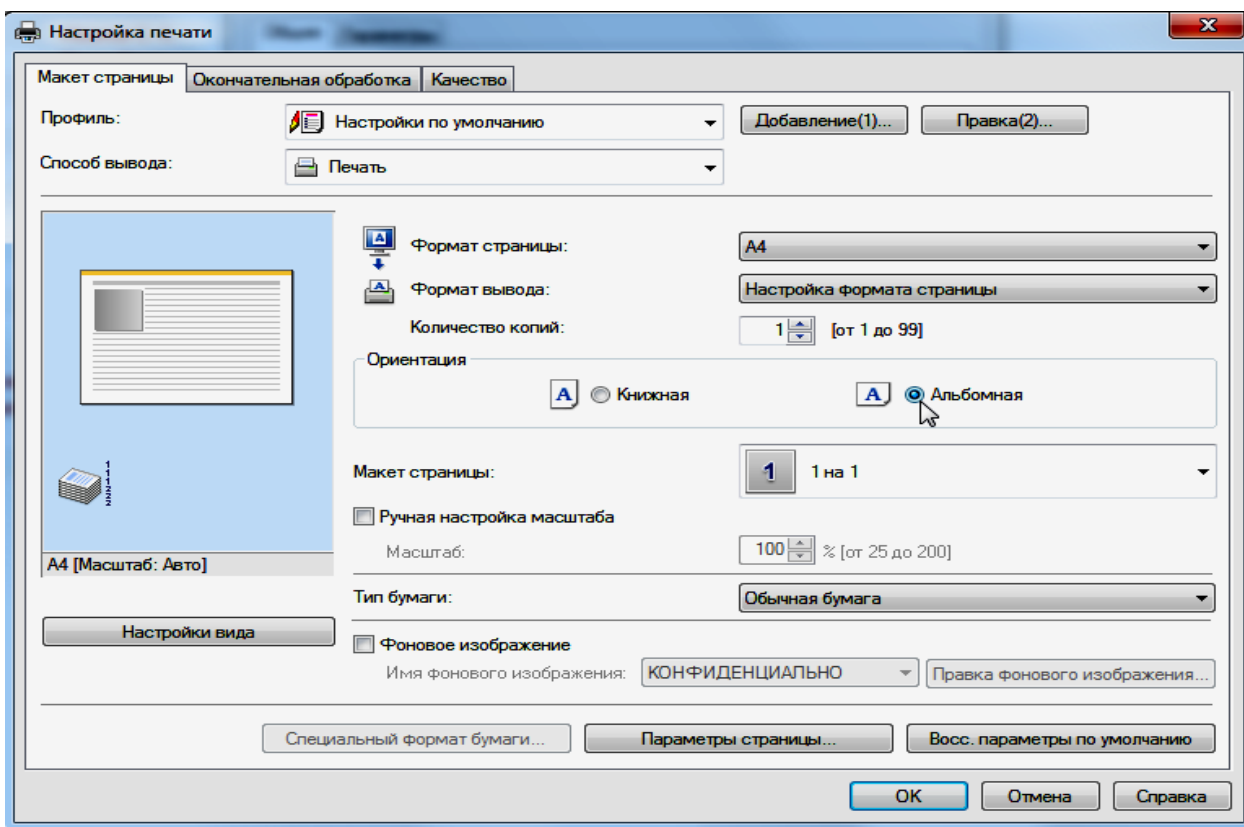 Настройка печати
Макет страницы Окончательная обработка Качество
Профиль: Настройки по умолчанию Добавление(1)... Правка(2)...
Способ вывода: Печать
Формат страницы: A4
Формат вывода: Настройка формата страницы
Количество копий: 1 [от 1 до 99]
Ориентация
A Книжная A Альбомная
Макет страницы: 1 1 на 1
Ручная настройка масштаба
Масштаб: 100 % [от 25 до 200]
A4 [Масштаб: Авто]
Тип бумаги: Обычная бумага
Настройки вида
Фоновое изображение
Имя фонового изображения: КОНФИДЕНЦИАЛЬНО Правка фонового изображения...
Специальный формат бумаги... Параметры страницы... Восс. параметры по умолчанию
OK Отмена Справка